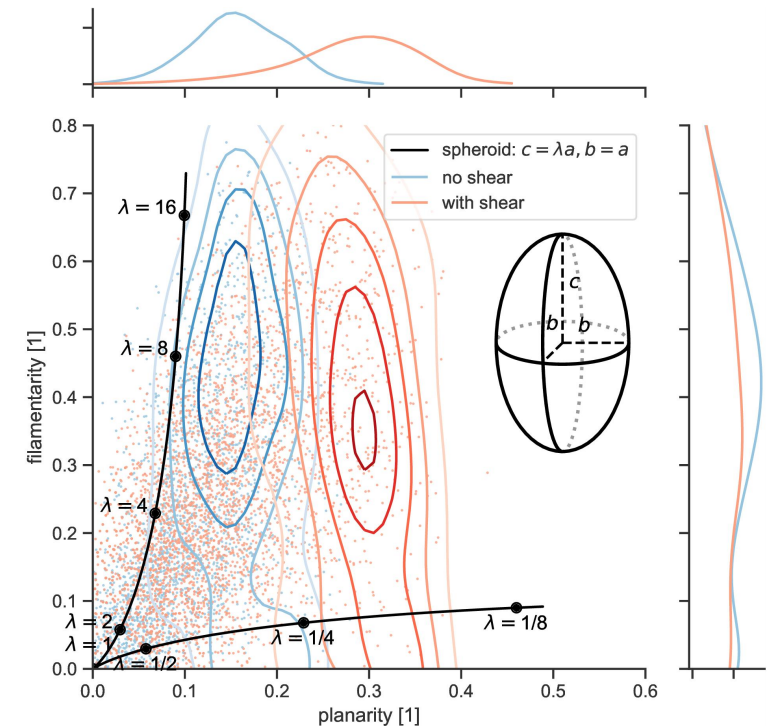 0.8
0.7
0.6
0.5
0.4
0.3
0.2
0.1
0.0
filamentarity [1]
spheroid: c = λa, b = a
no shear
with shear
λ = 16
λ = 8
λ = 4
λ = 2
λ = 1
λ = 1/2
λ = 1/4
λ = 1/8
c
b
b
0.0 0.1 0.2 0.3 0.4 0.5 0.6
planarity [1]